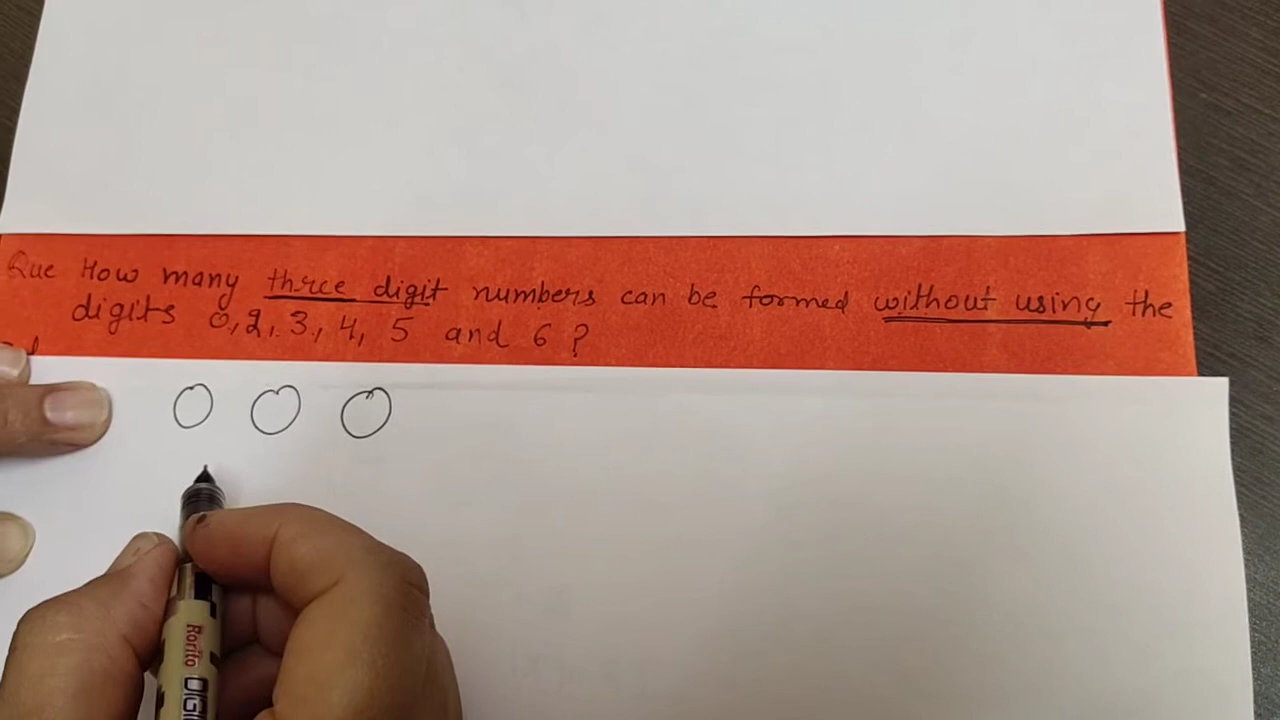 Que How many three digit numbers can be formed without using the
digits 0, 2, 3, 4, 5 and 6 ?
Rorito